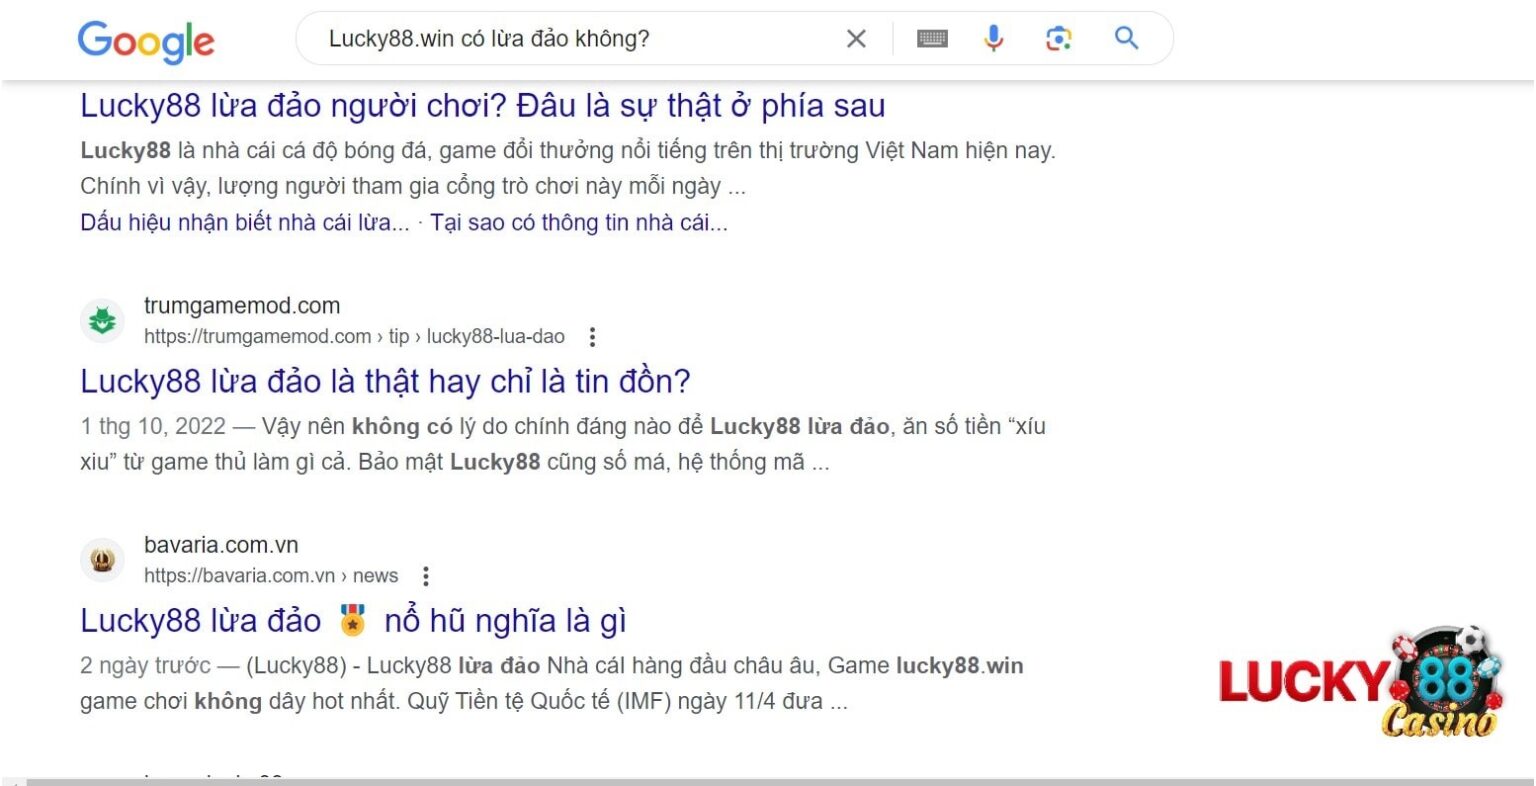 Google
Lucky88.win có lừa đảo không?
Lucky88 lừa đảo người chơi? Đâu là sự thật ở phía sau
Lucky88 là nhà cái cá độ bóng đá, game đổi thưởng nổi tiếng trên thị trường Việt Nam hiện nay.
Chính vì vậy, lượng người tham gia cổng trò chơi này mỗi ngày ...
Dấu hiệu nhận biết nhà cái lừa... · Tại sao có thông tin nhà cái...
trumgamemod.com
https://trumgamemod.com › tip › lucky88-lua-dao
Lucky88 lừa đảo là thật hay chỉ là tin đồn?
1 thg 10, 2022 — Vậy nên không có lý do chính đáng nào để Lucky88 lừa đảo, ăn số tiền “xíu
xiu” từ game thủ làm gì cả. Bảo mật Lucky88 cũng số má, hệ thống mã ...
bavaria.com.vn
https://bavaria.com.vn › news
Lucky88 lừa đảo 🏅 nổ hũ nghĩa là gì
2 ngày trước — (Lucky88) - Lucky88 lừa đảo Nhà cál hàng đầu châu âu, Game lucky88.win
game chơi không dây hot nhất. Quỹ Tiền tệ Quốc tế (IMF) ngày 11/4 đưa ...
LUCKY 88
Casino